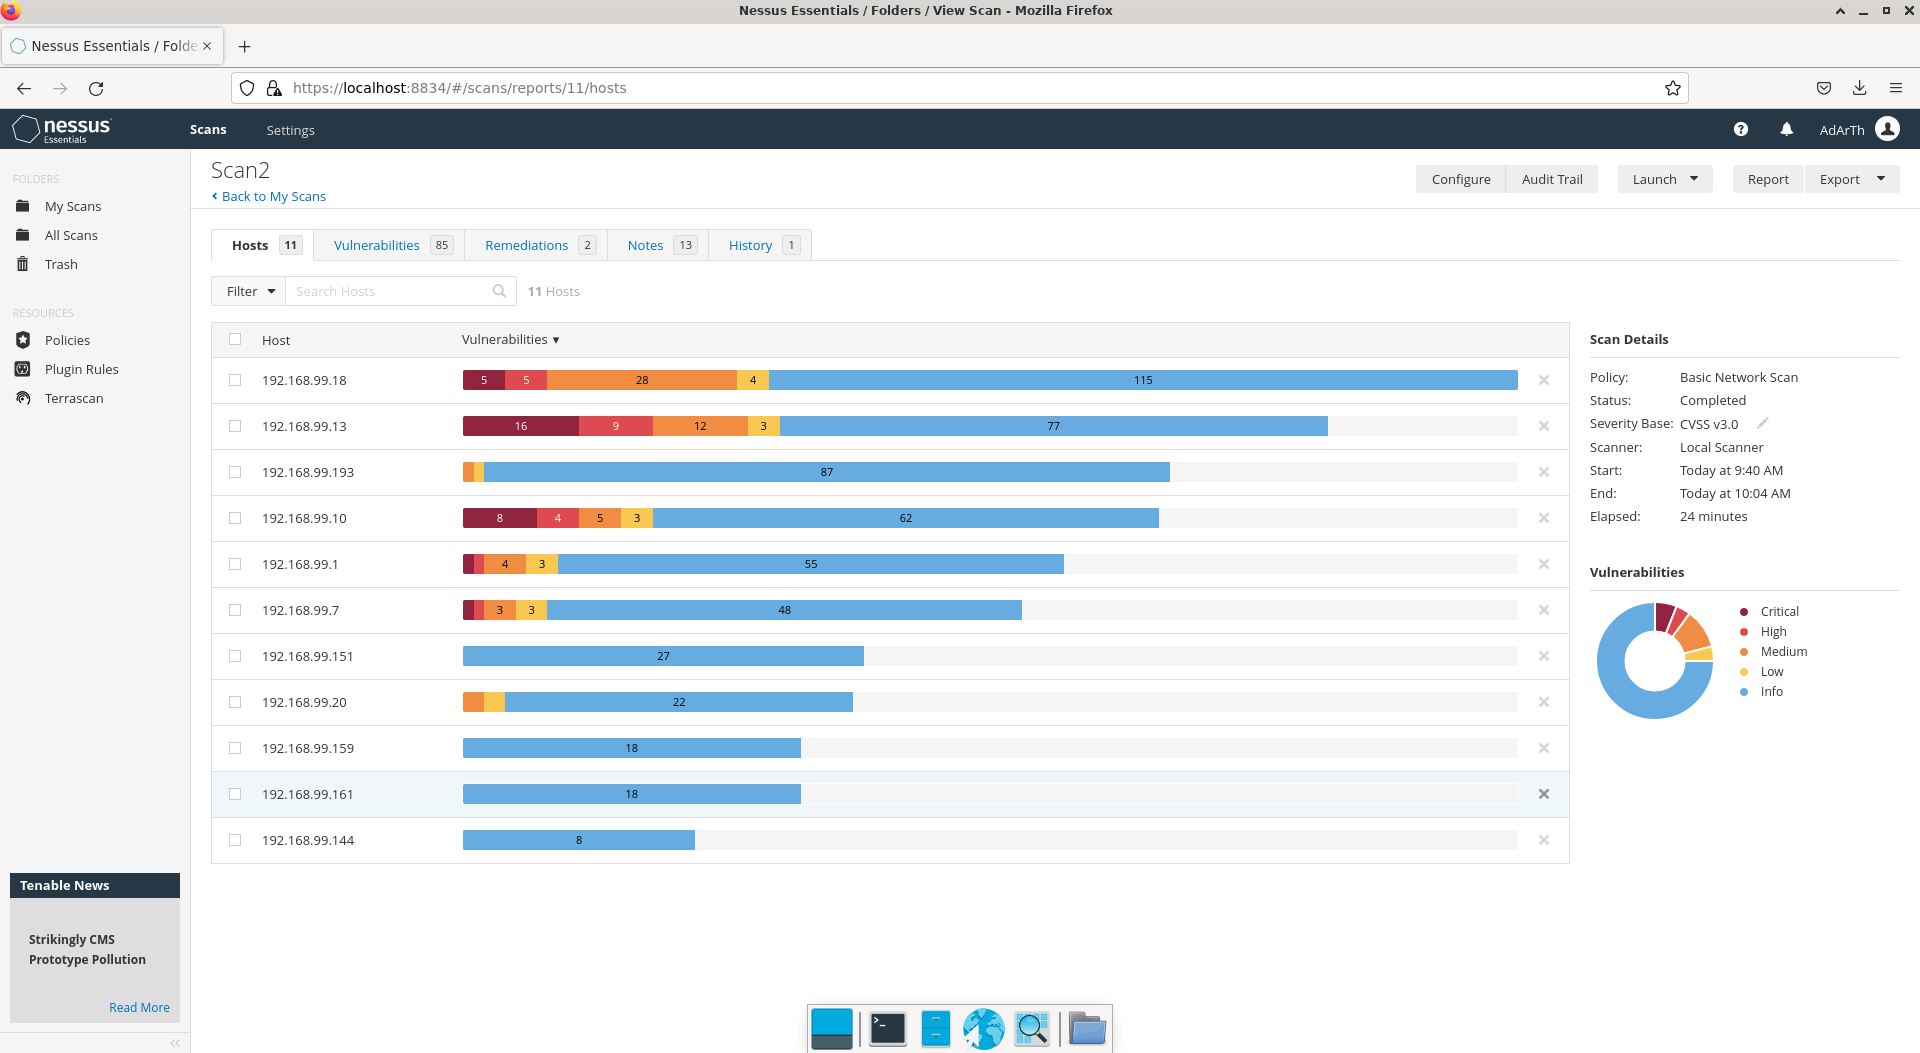 Nessus Essentials / Folders / View Scan - Mozilla Firefox
Nessus Essentials / Folde
https://localhost:8834/#/scans/reports/11/hosts
nessus
Essentials
Scans
Settings
AdArTh
FOLDERS
My Scans
All Scans
Trash
RESOURCES
Policies
Plugin Rules
Terrascan
Tenable News
Strikingly CMS
Prototype Pollution
Read More
Scan2
Back to My Scans
Configure
Audit Trail
Launch
Report
Export
Hosts 11
Vulnerabilities 85
Remediations 2
Notes 13
History 1
Filter
Search Hosts
11 Hosts
Host Vulnerabilities
192.168.99.18 5 5 28 4 115
192.168.99.13 16 9 12 3 77
192.168.99.193 87
192.168.99.10 8 4 5 3 62
192.168.99.1 4 3 55
192.168.99.7 3 3 48
192.168.99.151 27
192.168.99.20 22
192.168.99.159 18
192.168.99.161 18
192.168.99.144 8
Scan Details
Policy: Basic Network Scan
Status: Completed
Severity Base: CVSS v3.0
Scanner: Local Scanner
Start: Today at 9:40 AM
End: Today at 10:04 AM
Elapsed: 24 minutes
Vulnerabilities
Critical
High
Medium
Low
Info